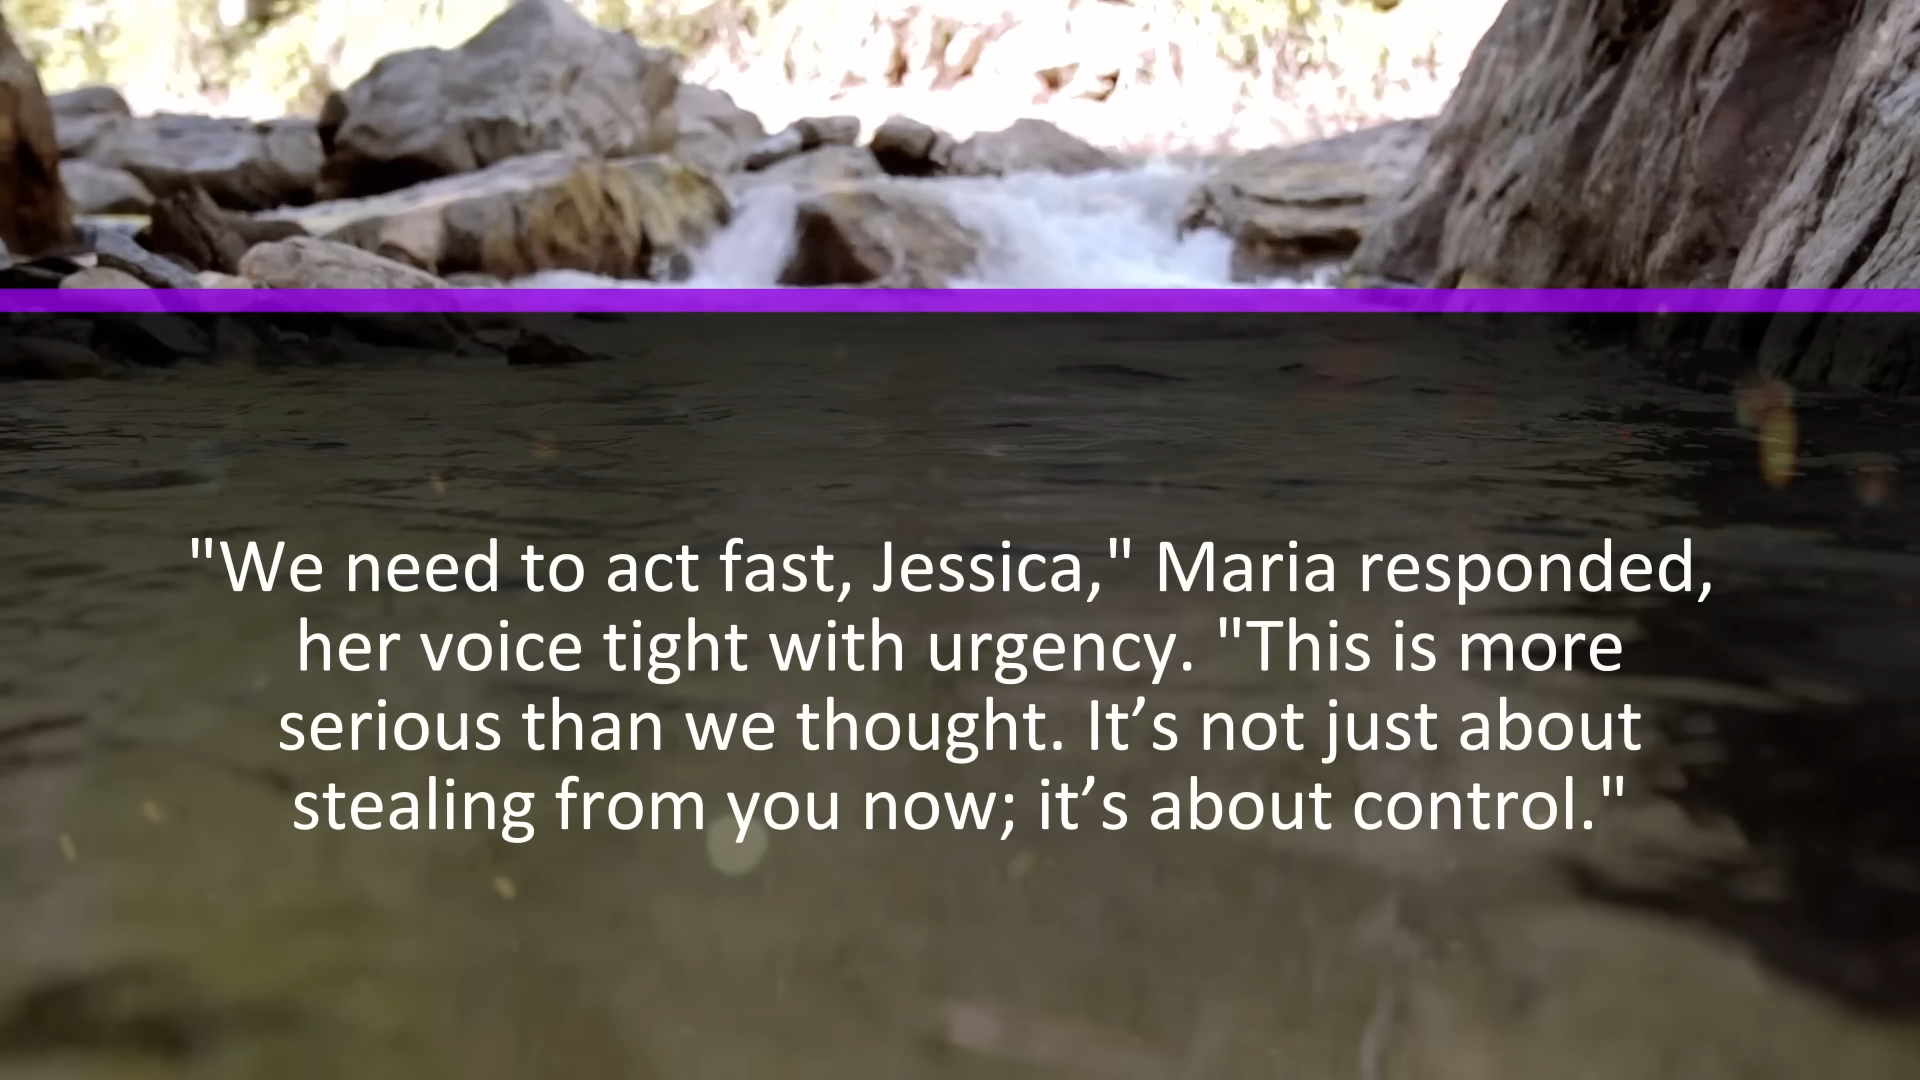 "We need to act fast, Jessica," Maria responded,
her voice tight with urgency. "This is more
serious than we thought. It’s not just about
stealing from you now; it’s about control."